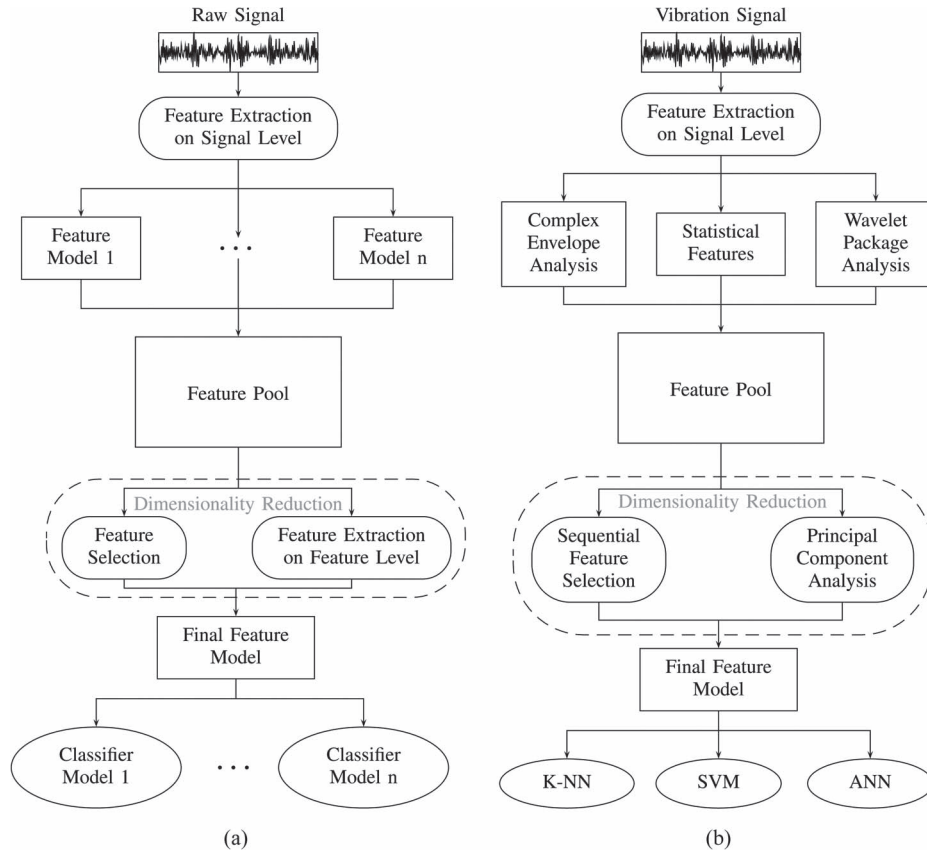 Raw Signal
Feature Extraction
on Signal Level
Feature
Model 1
...
Feature
Model n
Feature Pool
Dimensionality Reduction
Feature
Selection
Feature Extraction
on Feature Level
Final Feature
Model
Classifier
Model 1
...
Classifier
Model n
(a)
Vibration Signal
Feature Extraction
on Signal Level
Complex
Envelope
Analysis
Statistical
Features
Wavelet
Package
Analysis
Feature Pool
Dimensionality Reduction
Sequential
Feature
Selection
Principal
Component
Analysis
Final Feature
Model
K-NN
SVM
ANN
(b)